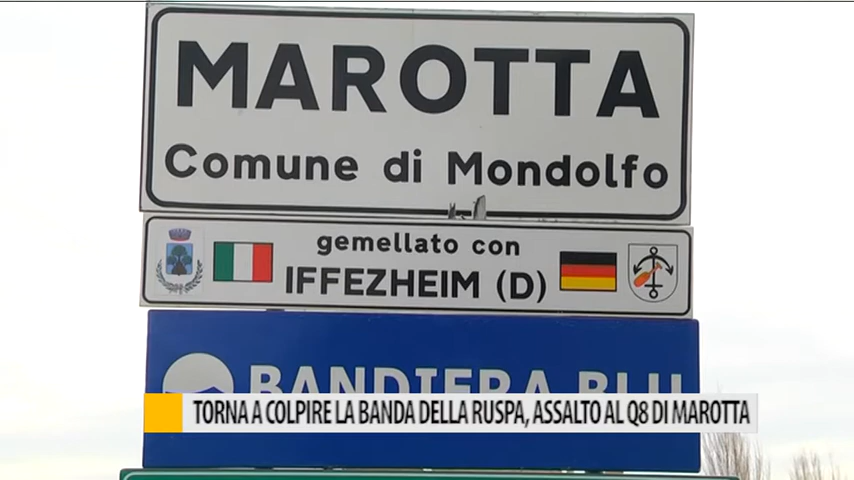 MAROTTA
Comune di Mondolfo
gemellato con
IFFEZHEIM (D)
BANDIERA BLU
TORNA A COLPIRE LA BANDA DELLA RUSPA, ASSALTO AL Q8 DI MAROTTA